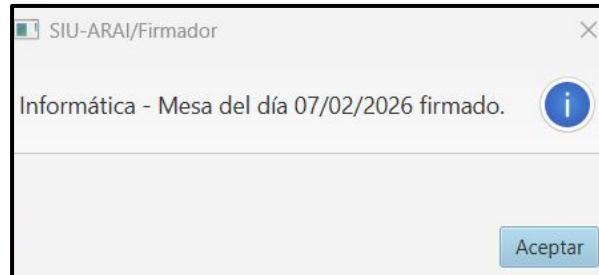 SIU-ARAI/Firmador
Informática - Mesa del día 07/02/2026 firmado.
Aceptar